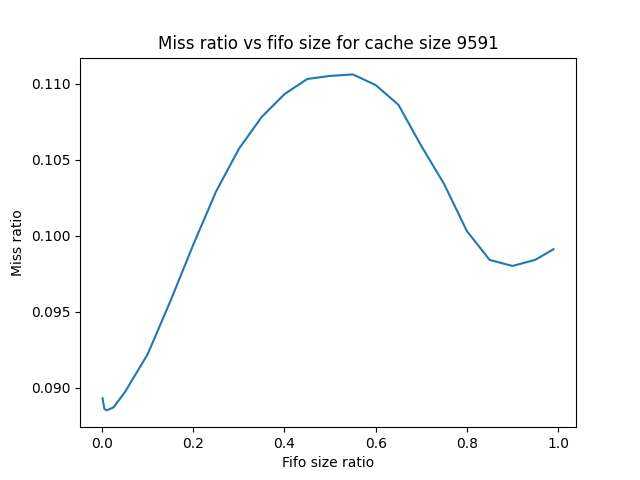 Miss ratio vs fifo size for cache size 9591
0.110
0.105
0.100
0.095
0.090
Miss ratio
0.0 0.2 0.4 0.6 0.8 1.0
Fifo size ratio